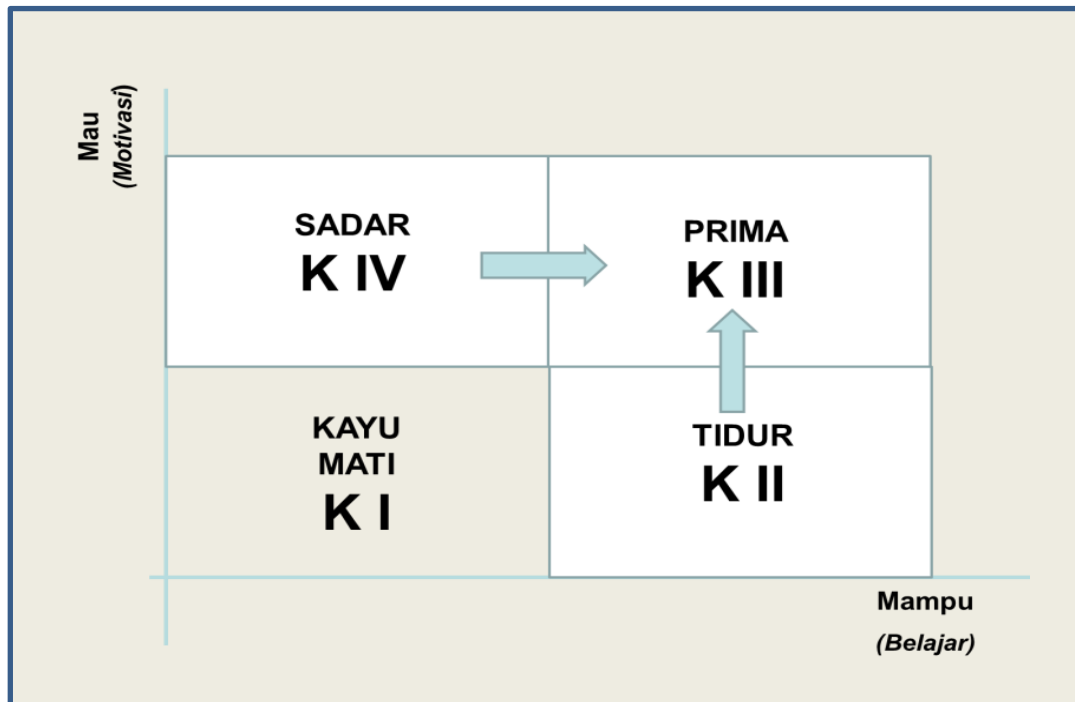 Mau
(Motivasi)
SADAR
K IV
PRIMA
K III
KAYU
MATI
K I
TIDUR
K II
Mampu
(Belajar)